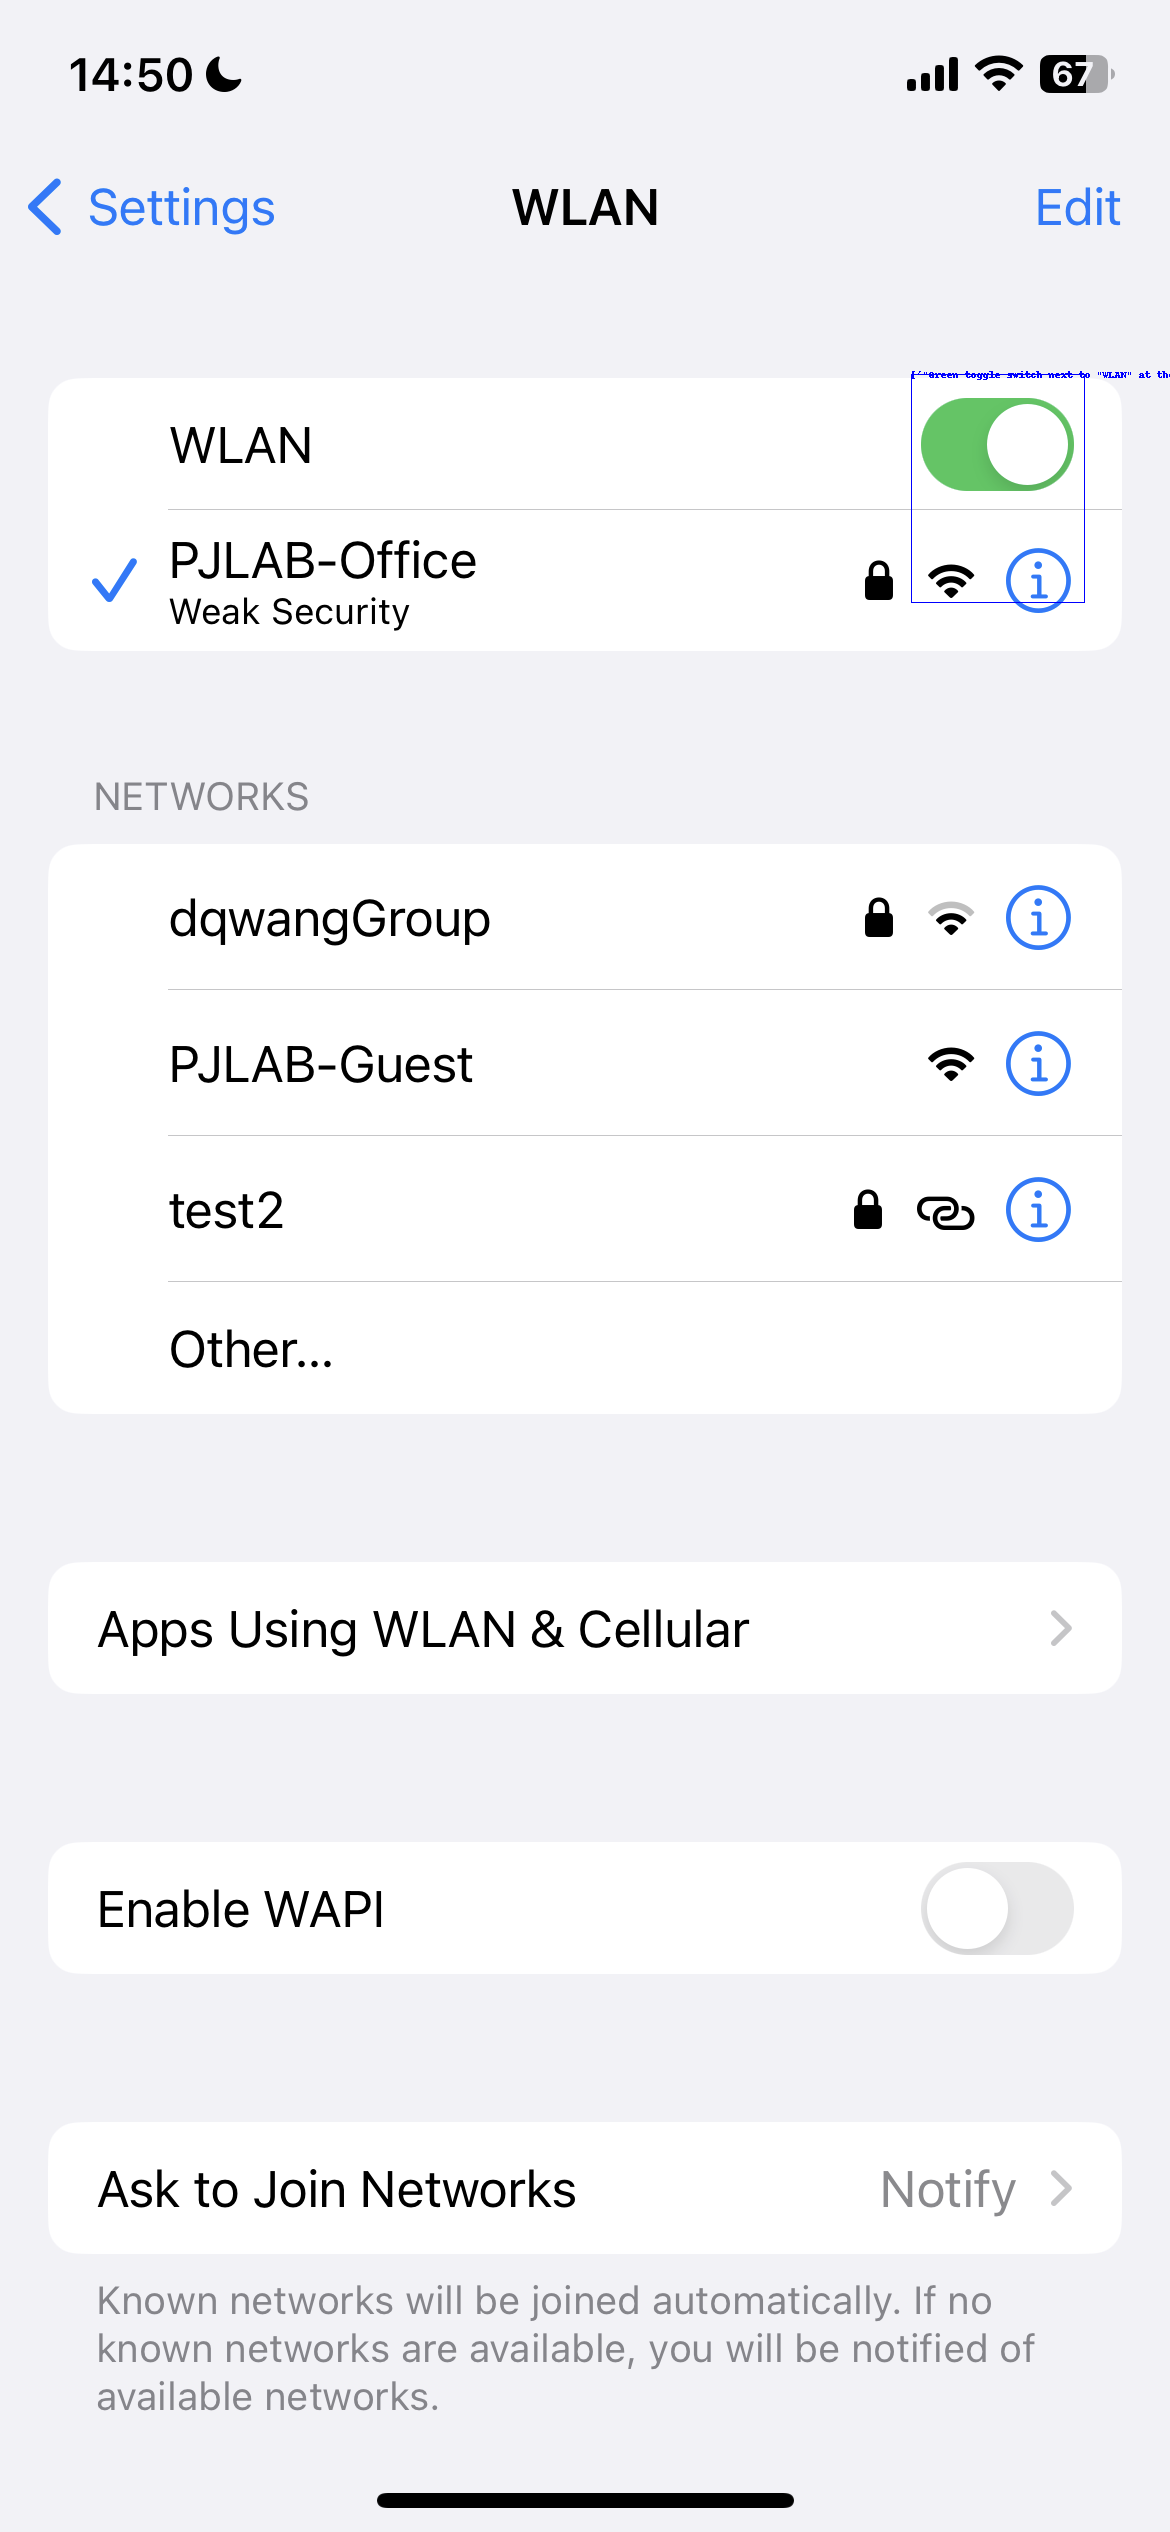 14:50
67
Settings
WLAN
Edit
[{"Green toggle switch next to "WLAN" at the
WLAN
PJLAB-Office
Weak Security
NETWORKS
dqwangGroup
PJLAB-Guest
test2
Other...
Apps Using WLAN & Cellular
Enable WAPI
Ask to Join Networks
Notify
Known networks will be joined automatically. If no
known networks are available, you will be notified of
available networks.